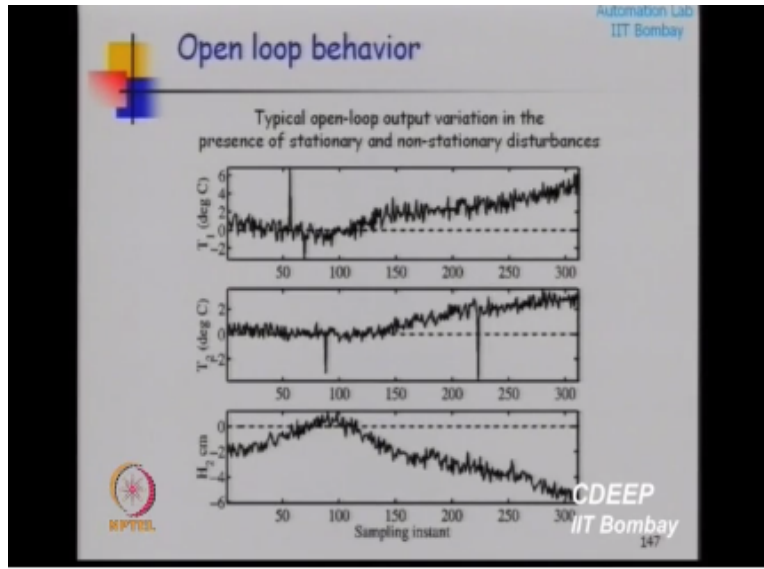 Automation Lab
IIT Bombay
Open loop behavior
Typical open-loop output variation in the
presence of stationary and non-stationary disturbances
T1 (deg C)
6
4
2
0
-2
50 100 150 200 250 300
T2 (deg C)
2
0
-2
50 100 150 200 250 300
H2 cm
0
-2
-4
-6
50 100 150 200 250 300
Sampling instant
NPTEL
CDEEP
IIT Bombay
147